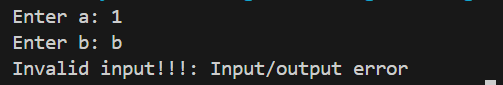 Enter a: 1
Enter b: b
Invalid input!!!: Input/output error